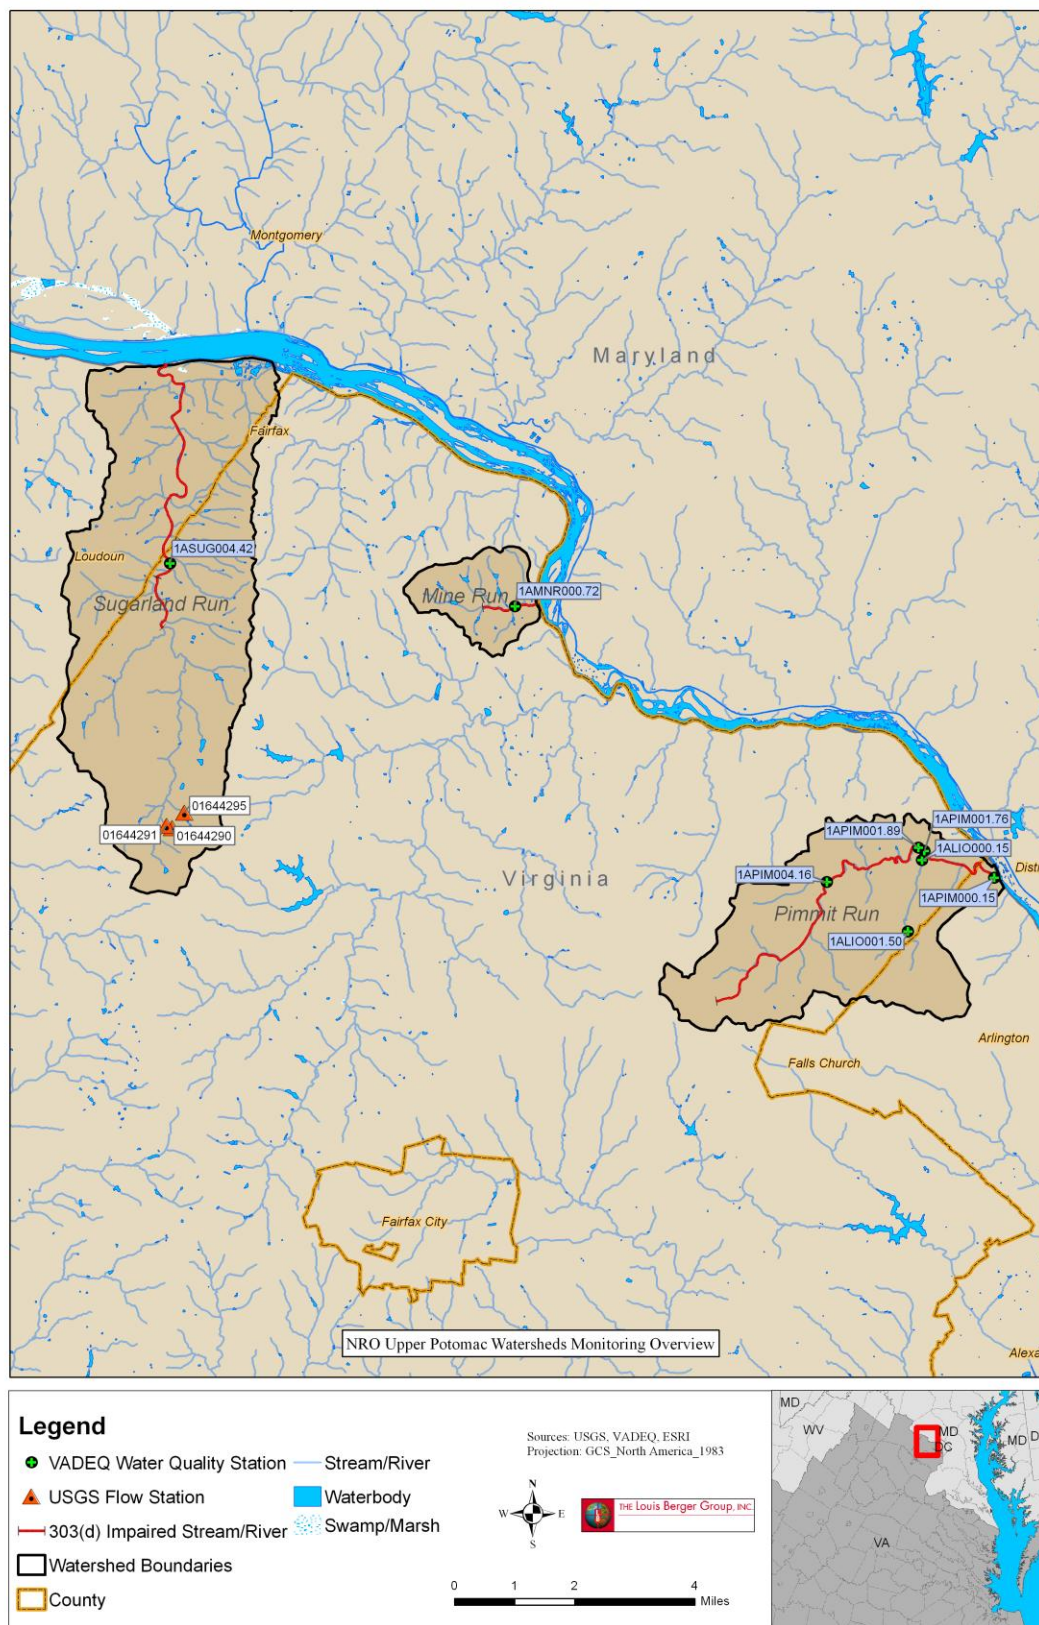 Montgomery
Maryland
Fairfax
1ASUG004.42
Loudoun
Sugarland Run
1AMNR000.72
Mine Run
01644295
01644291
01644290
1APIM001.76
1APIM001.89
1ALIO000.15
Distri
1APIM004.16
Virginia
1APIM000.15
Pimmit Run
1ALIO001.50
Arlington
Falls Church
Fairfax City
NRO Upper Potomac Watersheds Monitoring Overview
Alexa
Legend
VADEQ Water Quality Station
USGS Flow Station
303(d) Impaired Stream/River
Watershed Boundaries
County
Stream/River
Waterbody
Swamp/Marsh
Sources: USGS, VADEQ, ESRI
Projection: GCS_North America_1983
N
W
E
S
THE Louis Berger Group, INC.
0 1 2 4
Miles
MD
WV
MD
DC
MD
D
VA